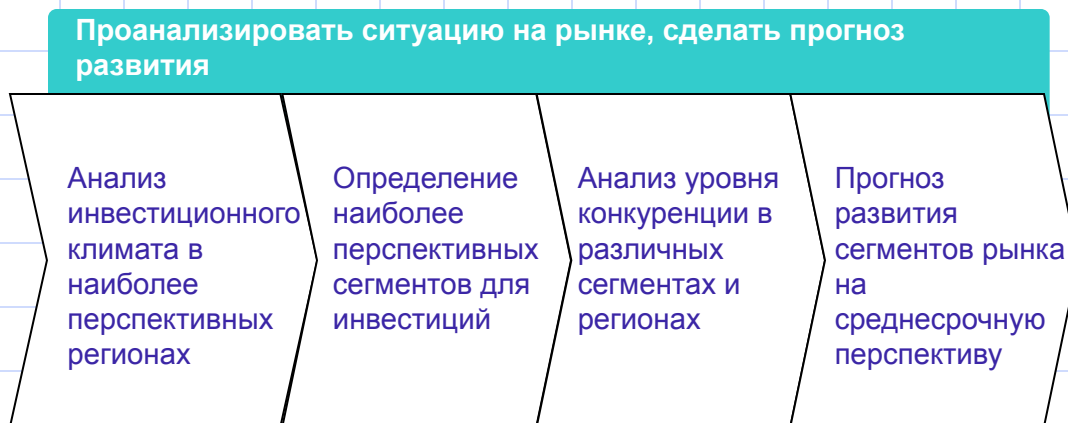 Проанализировать ситуацию на рынке, сделать прогноз
развития
Анализ
инвестиционного
климата в
наиболее
перспективных
регионах
Определение
наиболее
перспективных
сегментов для
инвестиций
Анализ уровня
конкуренции в
различных
сегментах и
регионах
Прогноз
развития
сегментов рынка
на
среднесрочную
перспективу